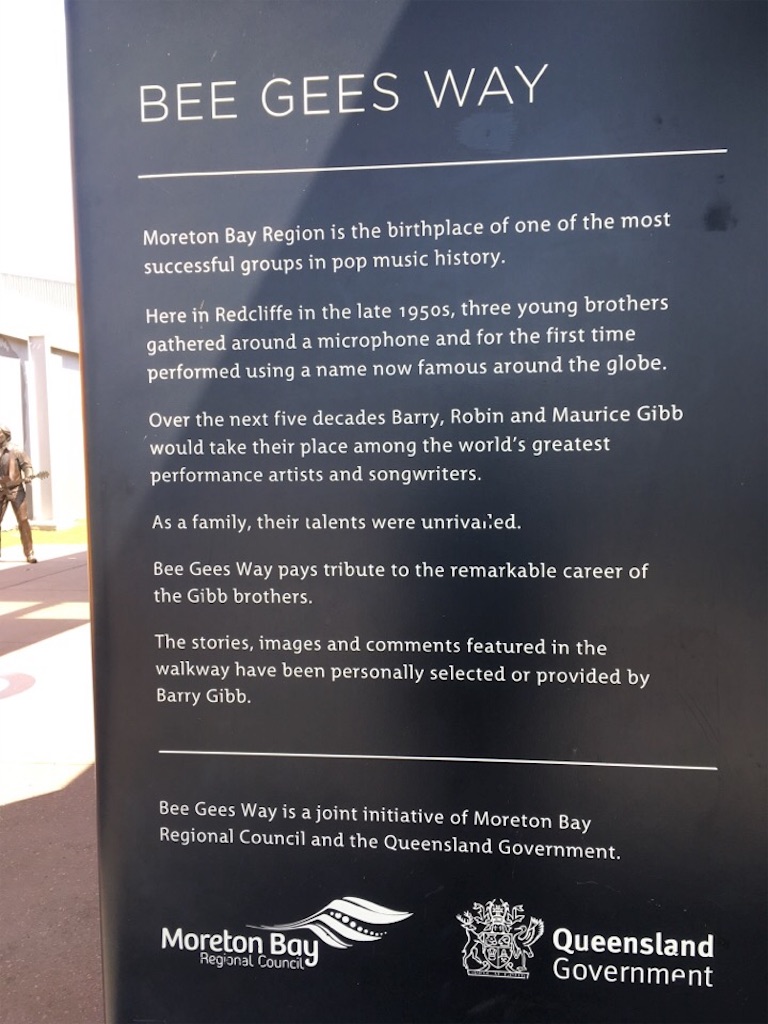 BEE GEES WAY
Moreton Bay Region is the birthplace of one of the most
successful groups in pop music history.
Here in Redcliffe in the late 1950s, three young brothers
gathered around a microphone and for the first time
performed using a name now famous around the globe.
Over the next five decades Barry, Robin and Maurice Gibb
would take their place among the world's greatest
performance artists and songwriters.
As a family, their talents were unrivalled.
Bee Gees Way pays tribute to the remarkable career of
the Gibb brothers.
The stories, images and comments featured in the
walkway have been personally selected or provided by
Barry Gibb.
Bee Gees Way is a joint initiative of Moreton Bay
Regional Council and the Queensland Government.
Moreton Bay
Regional Council
Queensland
Government